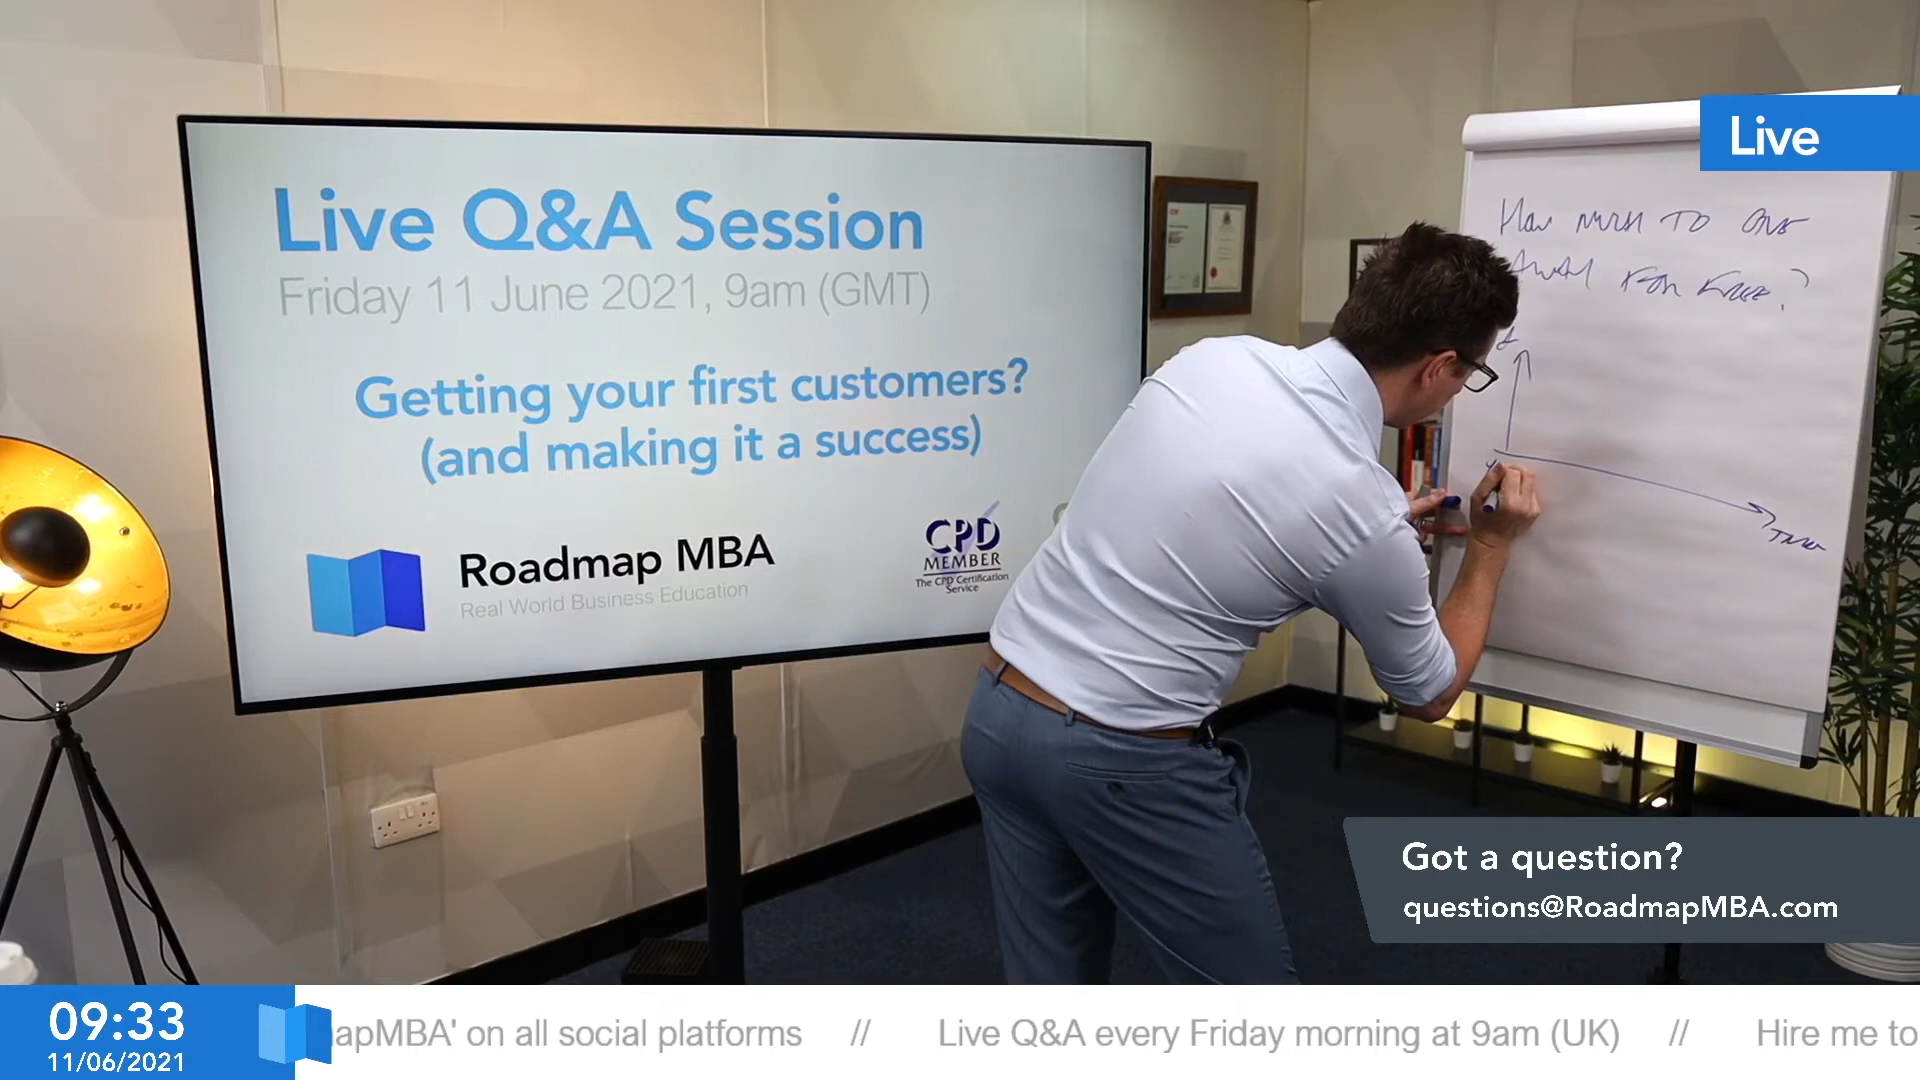 Live
Live Q&A Session
Friday 11 June 2021, 9am (GMT)
Getting your first customers?
(and making it a success)
Roadmap MBA
Real World Business Education
CPD
MEMBER
The CPD Certification
Service
How much to give
away for free?
£
Time
Got a question?
questions@RoadmapMBA.com
09:33
11/06/2021
apMBA' on all social platforms // Live Q&A every Friday morning at 9am (UK) // Hire me to